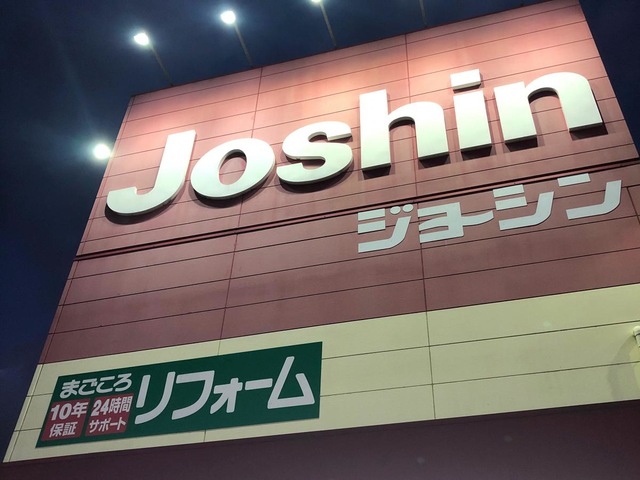 Joshin
ジョーシン
まごころ
10年
保証
24時間
サポート
リフォーム